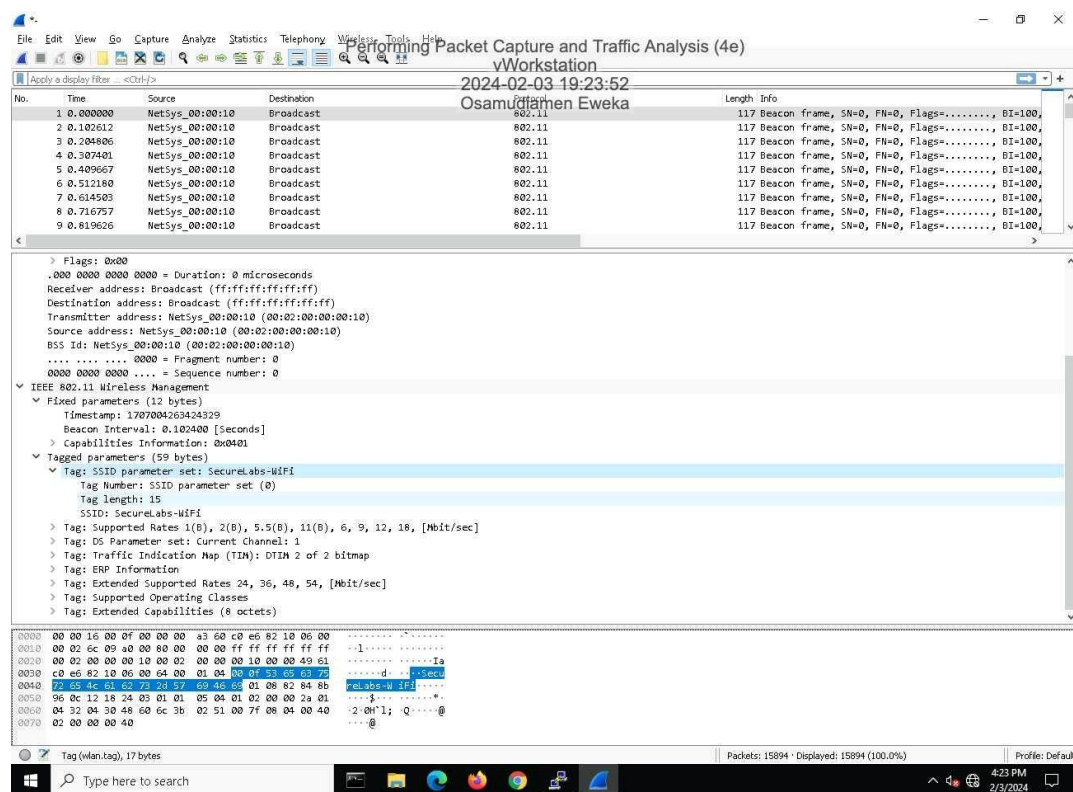 *-
File Edit View Go Capture Analyze Statistics Telephony Wireless Tools Help
Performing Packet Capture and Traffic Analysis (4e)
vWorkstation
2024-02-03 19:23:52
Osamudiamen Eweka
Apply a display filter ... <Ctrl-/>
No. Time Source Destination Protocol Length Info
1 0.000000 NetSys_00:00:10 Broadcast 802.11 117 Beacon frame, SN=0, FN=0, Flags=........, BI=100,
2 0.102612 NetSys_00:00:10 Broadcast 802.11 117 Beacon frame, SN=0, FN=0, Flags=........, BI=100,
3 0.204806 NetSys_00:00:10 Broadcast 802.11 117 Beacon frame, SN=0, FN=0, Flags=........, BI=100,
4 0.307401 NetSys_00:00:10 Broadcast 802.11 117 Beacon frame, SN=0, FN=0, Flags=........, BI=100,
5 0.409667 NetSys_00:00:10 Broadcast 802.11 117 Beacon frame, SN=0, FN=0, Flags=........, BI=100,
6 0.512180 NetSys_00:00:10 Broadcast 802.11 117 Beacon frame, SN=0, FN=0, Flags=........, BI=100,
7 0.614503 NetSys_00:00:10 Broadcast 802.11 117 Beacon frame, SN=0, FN=0, Flags=........, BI=100,
8 0.716757 NetSys_00:00:10 Broadcast 802.11 117 Beacon frame, SN=0, FN=0, Flags=........, BI=100,
9 0.819626 NetSys_00:00:10 Broadcast 802.11 117 Beacon frame, SN=0, FN=0, Flags=........, BI=100,
> Flags: 0x00
.000 0000 0000 0000 = Duration: 0 microseconds
Receiver address: Broadcast (ff:ff:ff:ff:ff:ff)
Destination address: Broadcast (ff:ff:ff:ff:ff:ff)
Transmitter address: NetSys_00:00:10 (00:02:00:00:00:10)
Source address: NetSys_00:00:10 (00:02:00:00:00:10)
BSS Id: NetSys_00:00:10 (00:02:00:00:00:10)
.... .... .... 0000 = Fragment number: 0
0000 0000 0000 .... = Sequence number: 0
IEEE 802.11 Wireless Management
Fixed parameters (12 bytes)
Timestamp: 1707004263424329
Beacon Interval: 0.102400 [Seconds]
> Capabilities Information: 0x0401
Tagged parameters (59 bytes)
Tag: SSID parameter set: SecureLabs-WiFi
Tag Number: SSID parameter set (0)
Tag length: 15
SSID: SecureLabs-WiFi
> Tag: Supported Rates 1(B), 2(B), 5.5(B), 11(B), 6, 9, 12, 18, [Mbit/sec]
> Tag: DS Parameter set: Current Channel: 1
> Tag: Traffic Indication Map (TIM): DTIM 2 of 2 bitmap
> Tag: ERP Information
> Tag: Extended Supported Rates 24, 36, 48, 54, [Mbit/sec]
> Tag: Supported Operating Classes
> Tag: Extended Capabilities (8 octets)
0000 00 00 16 00 0f 00 00 00 a3 60 c0 e6 82 10 06 00 ........ .`......
0010 00 02 6c 09 a0 00 80 00 00 00 ff ff ff ff ff ff ..l..... ........
0020 00 02 00 00 00 10 00 02 00 00 00 10 00 00 49 61 ........ ......Ia
0030 c0 e6 82 10 06 00 64 00 01 04 00 0f 53 65 63 75 ......d. ....Secu
0040 72 65 4c 61 62 73 2d 57 69 46 69 01 08 82 84 8b reLabs-W iFi.....
0050 96 0c 12 18 24 03 01 01 05 04 01 02 00 00 2a 01 ....$... ......*.
0060 04 32 04 30 48 60 6c 3b 02 51 00 7f 08 04 00 40 .2.0H`l; .Q.....@
0070 02 00 00 00 40 ....@
Tag (wlan.tag), 17 bytes Packets: 15894 · Displayed: 15894 (100.0%) Profile: Defaul
Type here to search
4:23 PM
2/3/2024